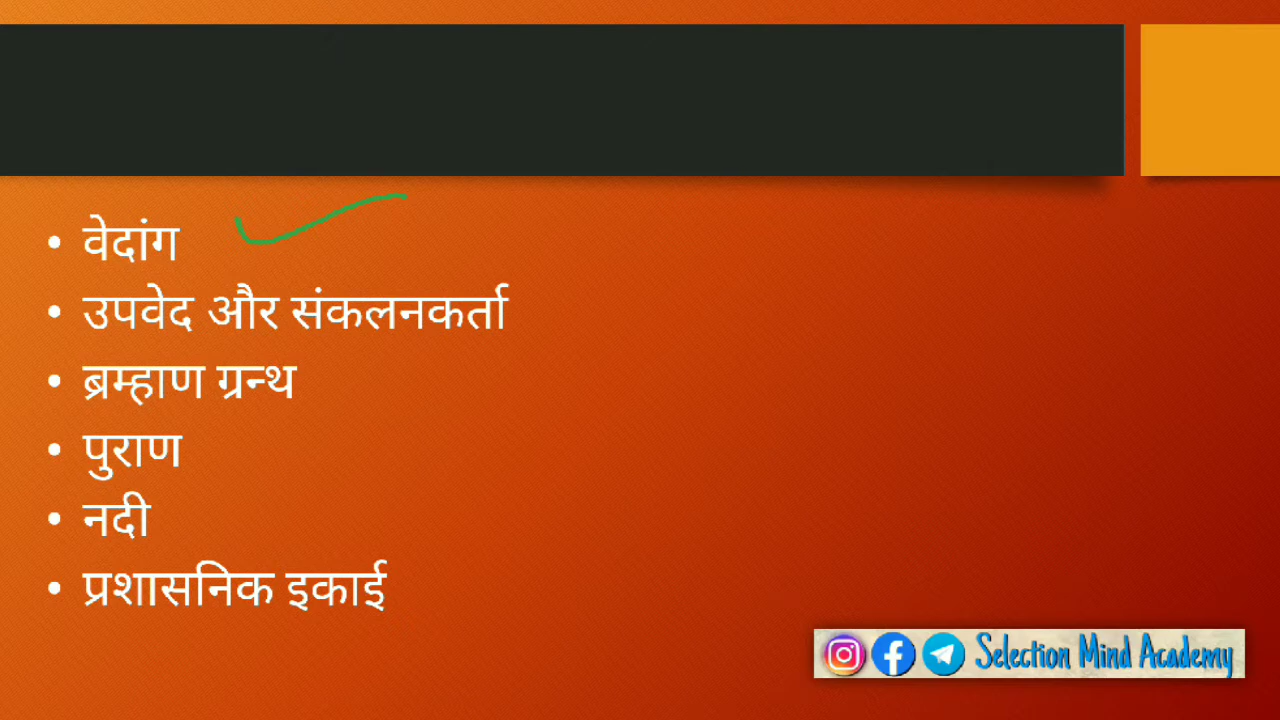 • वेदांग
• उपवेद और संकलनकर्ता
• ब्रम्हाण ग्रन्थ
• पुराण
• नदी
• प्रशासनिक इकाई
Selection Mind Academy